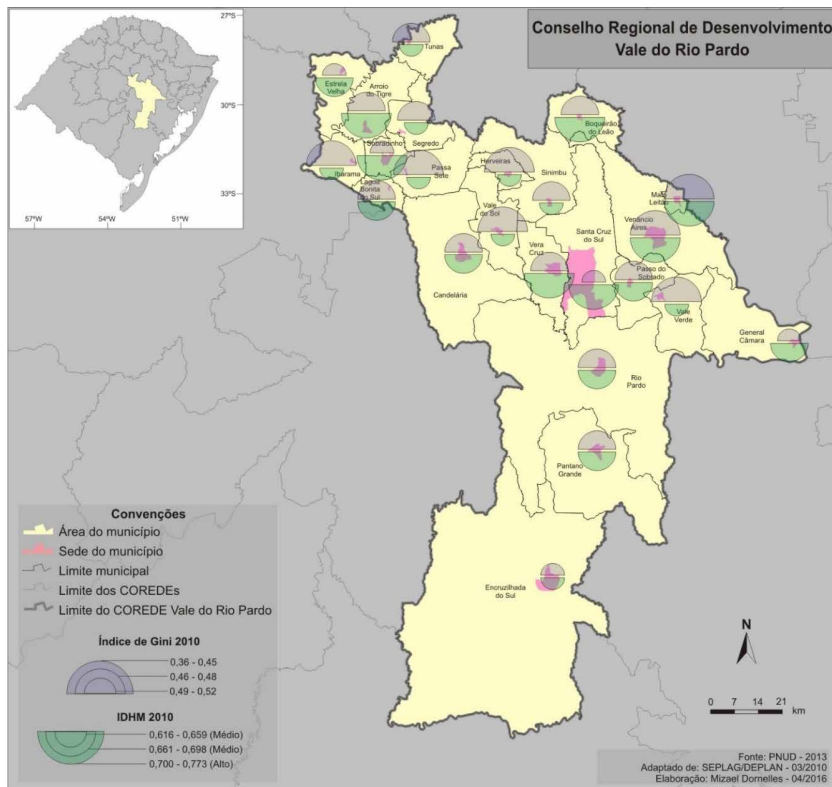 Conselho Regional de Desenvolvimento
Vale do Rio Pardo
27°S
30°S
33°S
57°W
54°W
51°W
Tunas
Estrela
Velha
Arroio
do Tigre
Segredo
Sobradinho
Ibarama
Passa
Sete
Lagoa
Bonita
do Sul
Boqueirão
do Leão
Herveiras
Sinimbu
Mato
Leitão
Vale
do Sol
Santa Cruz
do Sul
Venâncio
Aires
Vera
Cruz
Passo do
Sobrado
Candelária
Vale
Verde
General
Câmara
Rio
Pardo
Pantano
Grande
Encruzilhada
do Sul
Convenções
Área do município
Sede do município
Limite municipal
Limite dos COREDEs
Limite do COREDE Vale do Rio Pardo
Índice de Gini 2010
0,36 - 0,45
0,46 - 0,48
0,49 - 0,52
IDHM 2010
0,616 - 0,659 (Médio)
0,661 - 0,698 (Médio)
0,700 - 0,773 (Alto)
N
0 7 14 21
km
Fonte: PNUD - 2013
Adaptado de: SEPLAG/DEPLAN - 03/2010
Elaboração: Mizael Dornelles - 04/2016